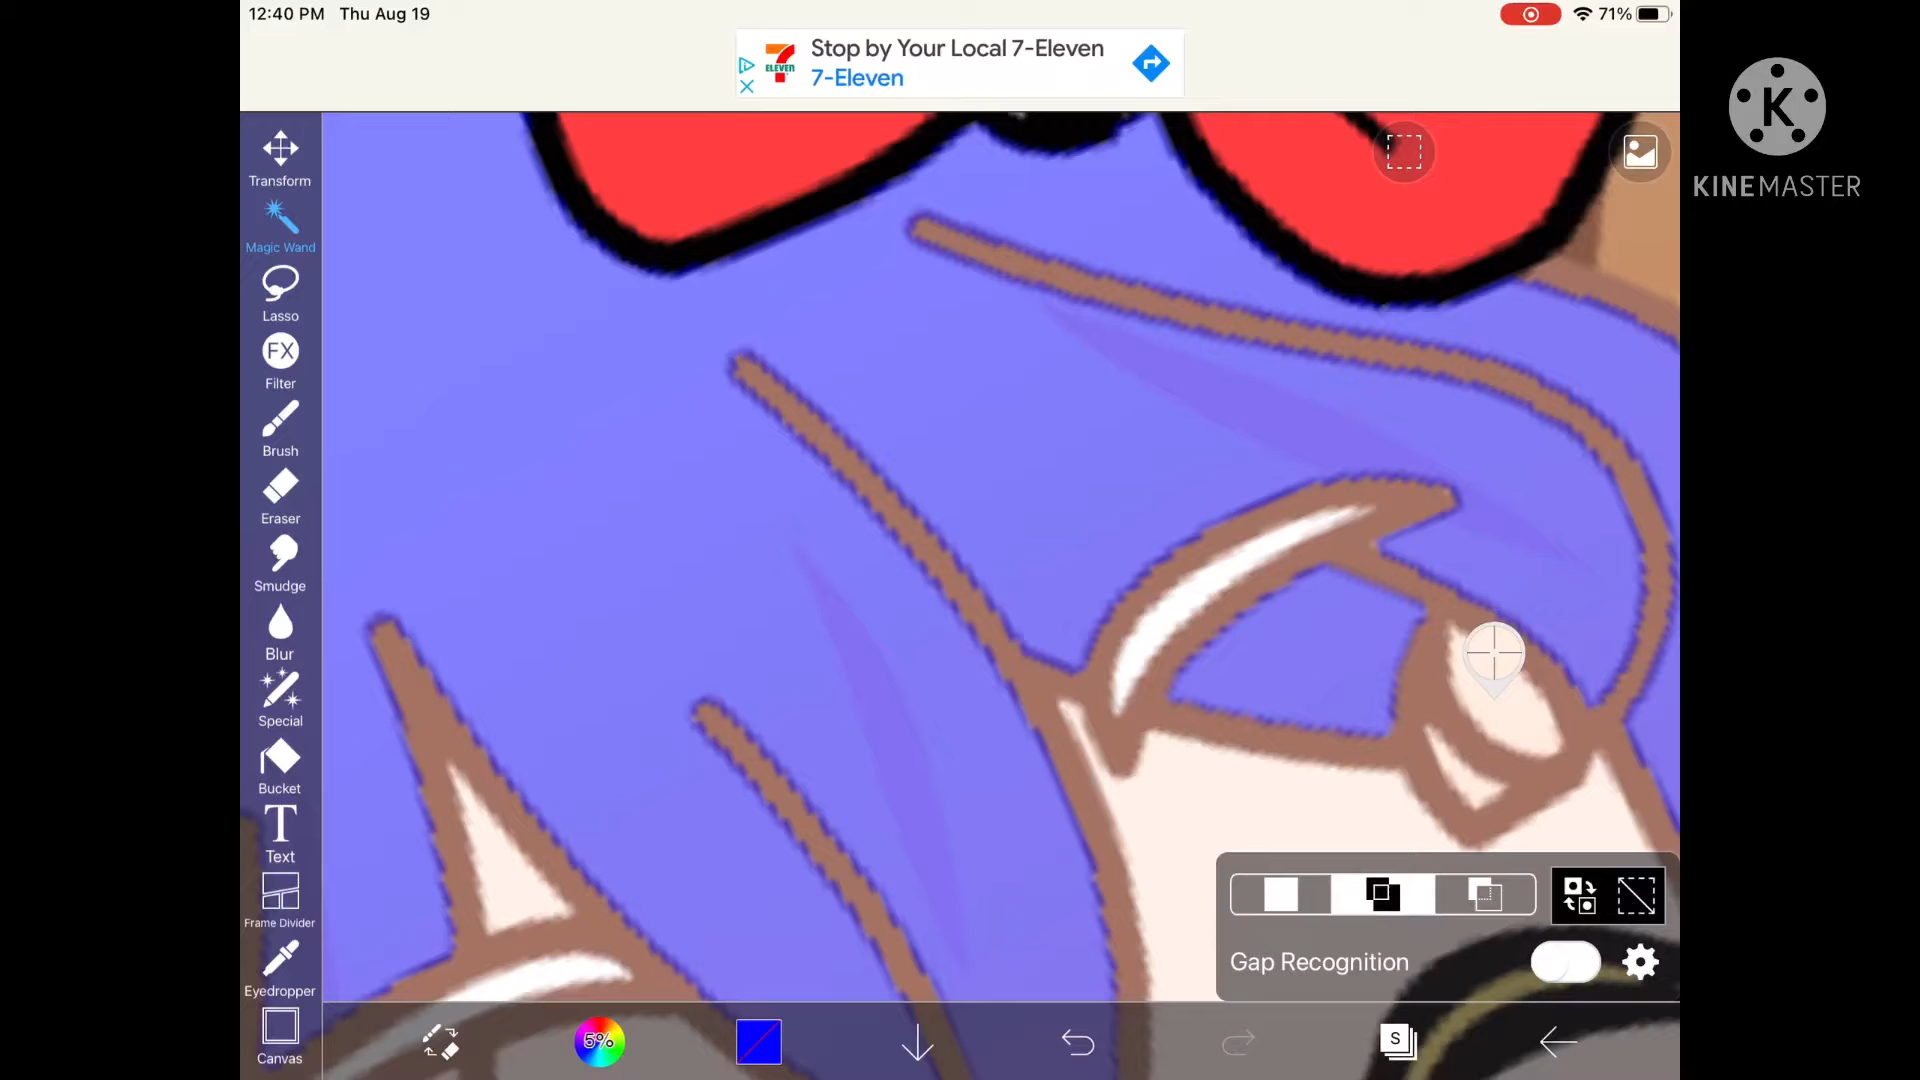 12:40 PM Thu Aug 19
71%
Stop by Your Local 7-Eleven
7-Eleven
7
ELEVEN
K
KINEMASTER
Transform
Magic Wand
Lasso
FX
Filter
Brush
Eraser
Smudge
Blur
Special
Bucket
T
Text
Frame Divider
Eyedropper
Canvas
Gap Recognition
5%
S